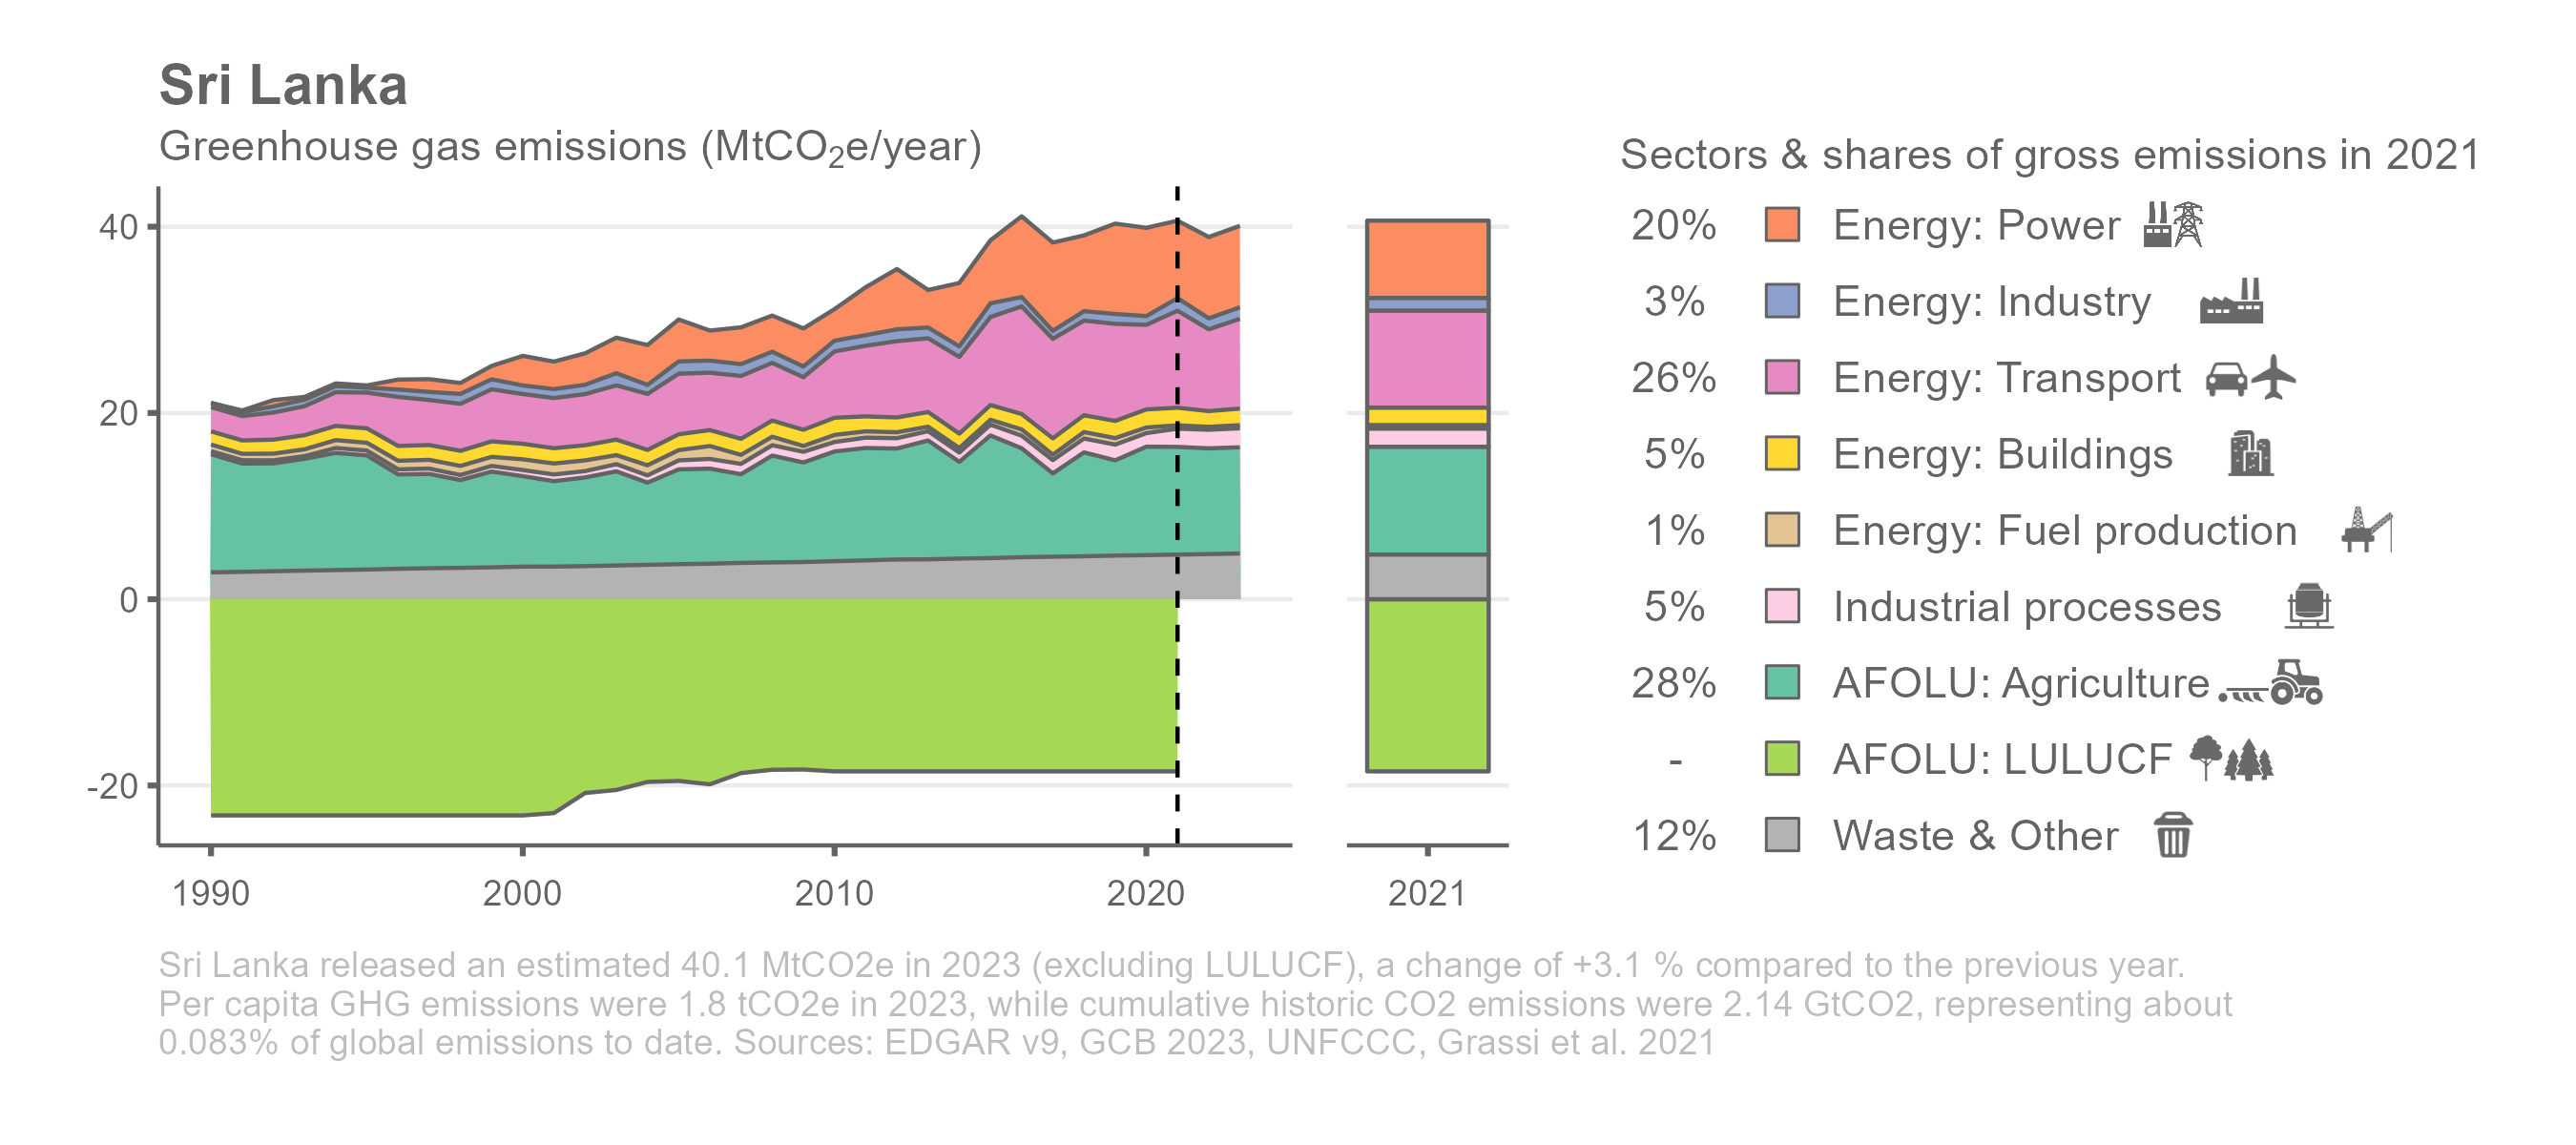 Sri Lanka
Greenhouse gas emissions (MtCO₂e/year)
40
20
0
-20
1990 2000 2010 2020
2021
Sectors & shares of gross emissions in 2021
20% Energy: Power
3% Energy: Industry
26% Energy: Transport
5% Energy: Buildings
1% Energy: Fuel production
5% Industrial processes
28% AFOLU: Agriculture
- AFOLU: LULUCF
12% Waste & Other
Sri Lanka released an estimated 40.1 MtCO2e in 2023 (excluding LULUCF), a change of +3.1 % compared to the previous year.
Per capita GHG emissions were 1.8 tCO2e in 2023, while cumulative historic CO2 emissions were 2.14 GtCO2, representing about
0.083% of global emissions to date. Sources: EDGAR v9, GCB 2023, UNFCCC, Grassi et al. 2021